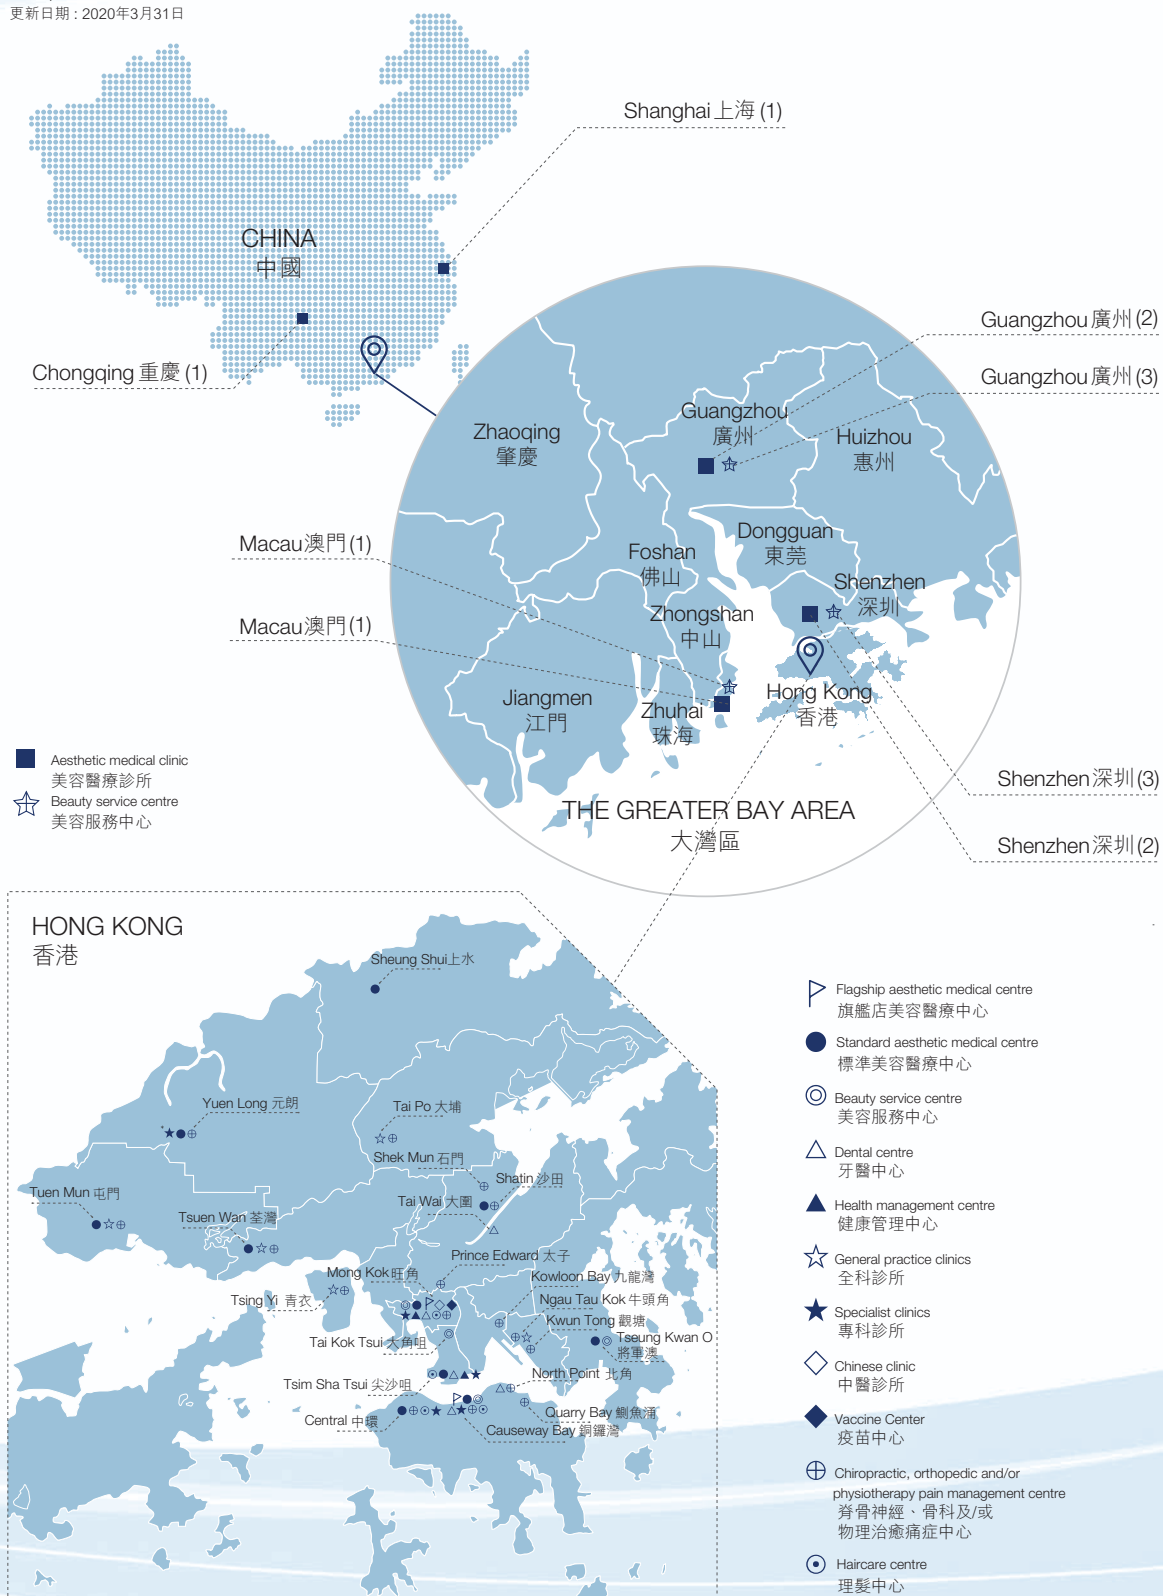 更新日期 : 2020年3月31日
Shanghai 上海 (1)
CHINA
中國
Chongqing 重慶 (1)
Guangzhou 廣州 (2)
Guangzhou 廣州 (3)
Guangzhou
廣州
Zhaoqing
肇慶
Huizhou
惠州
Macau 澳門 (1)
Dongguan
東莞
Foshan
佛山
Shenzhen
深圳
Zhongshan
中山
Macau 澳門 (1)
Hong Kong
香港
Jiangmen
江門
Zhuhai
珠海
Aesthetic medical clinic
美容醫療診所
Beauty service centre
美容服務中心
Shenzhen 深圳 (3)
THE GREATER BAY AREA
大灣區
Shenzhen 深圳 (2)
HONG KONG
香港
Sheung Shui 上水
Yuen Long 元朗
Tai Po 大埔
Shek Mun 石門
Shatin 沙田
Tuen Mun 屯門
Tai Wai 大圍
Tsuen Wan 荃灣
Prince Edward 太子
Mong Kok 旺角
Kowloon Bay 九龍灣
Tsing Yi 青衣
Ngau Tau Kok 牛頭角
Kwun Tong 觀塘
Tai Kok Tsui 大角咀
Tseung Kwan O
將軍澳
North Point 北角
Tsim Sha Tsui 尖沙咀
Quarry Bay 鰂魚涌
Central 中環
Causeway Bay 銅鑼灣
Flagship aesthetic medical centre
旗艦店美容醫療中心
Standard aesthetic medical centre
標準美容醫療中心
Beauty service centre
美容服務中心
Dental centre
牙醫中心
Health management centre
健康管理中心
General practice clinics
全科診所
Specialist clinics
專科診所
Chinese clinic
中醫診所
Vaccine Center
疫苗中心
Chiropractic, orthopedic and/or
physiotherapy pain management centre
脊骨神經、骨科及/或
物理治癒痛症中心
Haircare centre
理髮中心